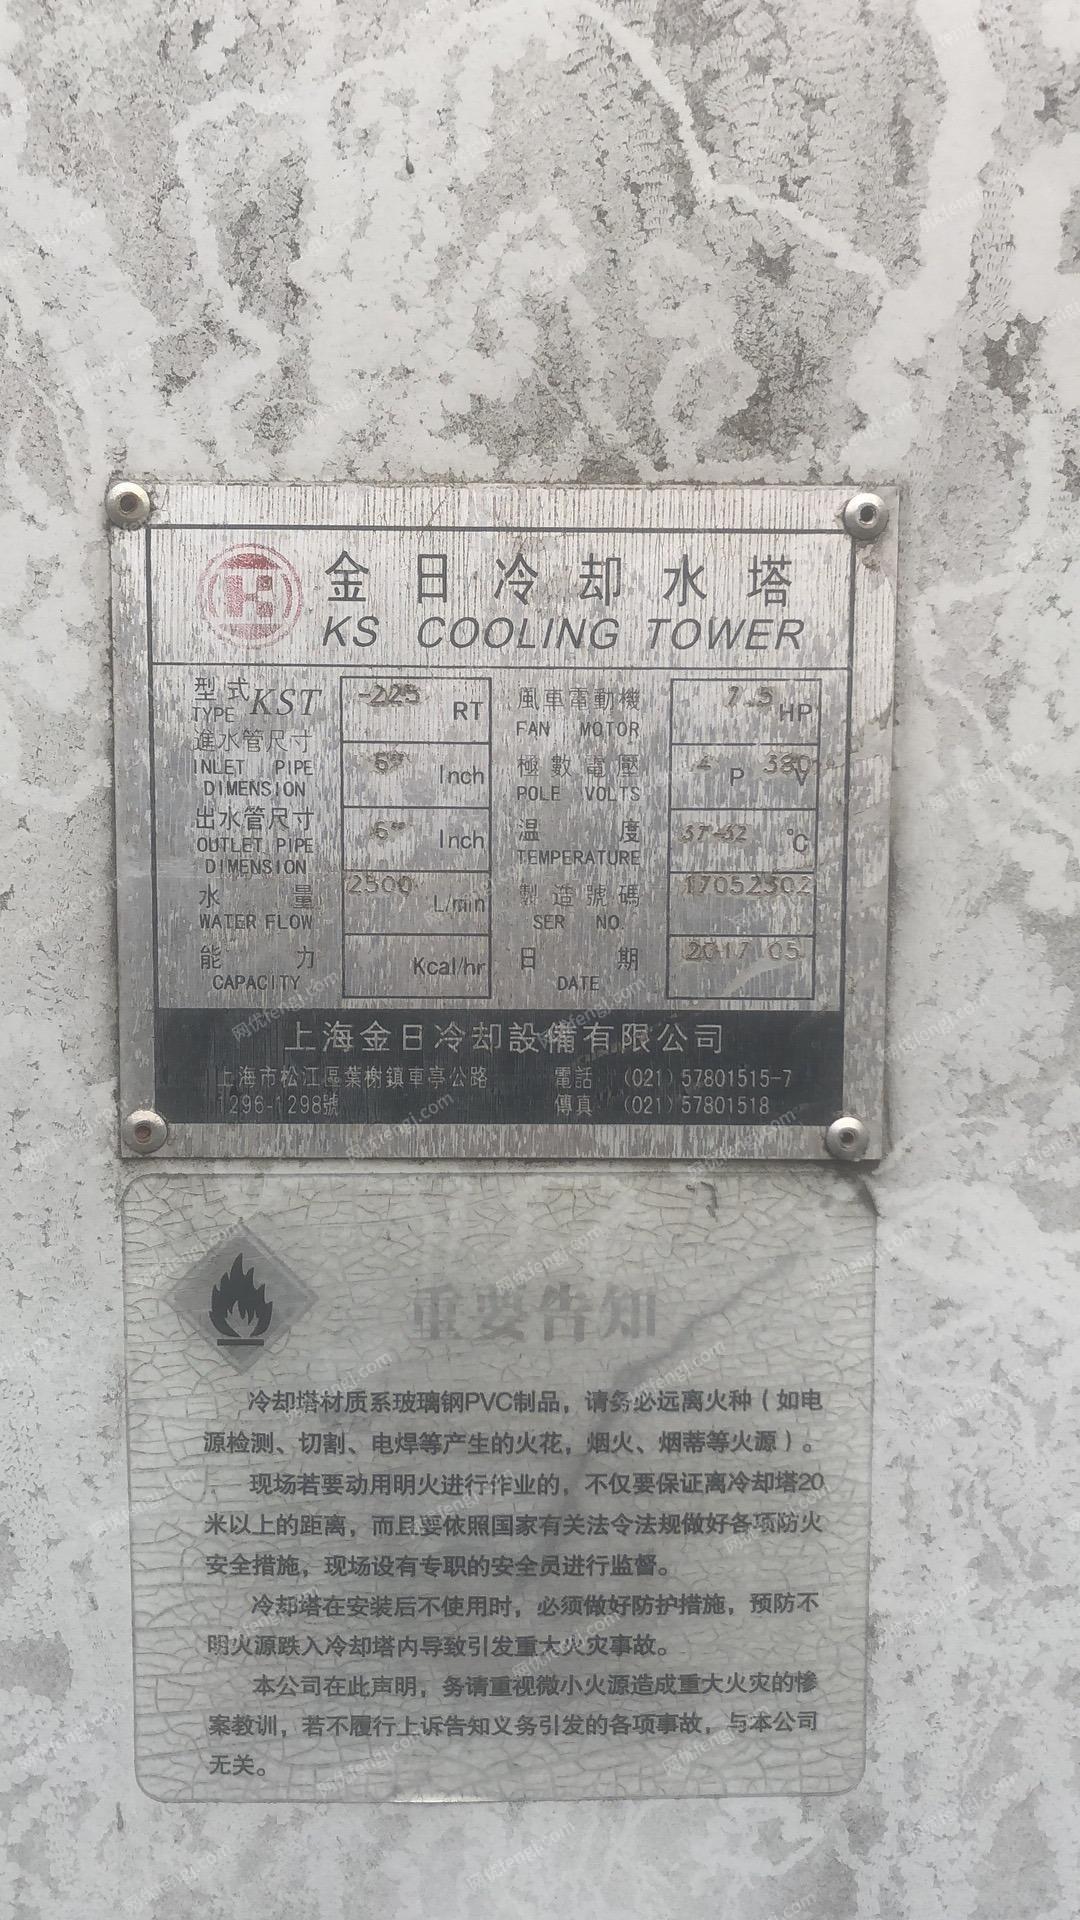 金日冷却水塔
KS COOLING TOWER
型式 KST -225 RT
TYPE
風車電動機 7.5 HP
FAN MOTOR
進水管尺寸 6" Inch
INLET PIPE
DIMENSION
極數電壓 4 P 380 V
POLE VOLTS
出水管尺寸 6" Inch
OUTLET PIPE
DIMENSION
温度 37-32 ℃
TEMPERATURE
水量 2500 L/min
WATER FLOW
製造號碼 17052302
SER NO.
能力 Kcal/hr
CAPACITY
日期 2017 05
DATE
上海金日冷却設備有限公司
上海市松江區葉榭鎮車亭公路 電話 (021) 57801515-7
1296-1298號 傳真 (021) 57801518
重要告知
冷却塔材质系玻璃钢PVC制品，请务必远离火种（如电
源检测、切割、电焊等产生的火花，烟火、烟蒂等火源）。
现场若要动用明火进行作业的，不仅要保证离冷却塔20
米以上的距离，而且要依照国家有关法令法规做好各项防火
安全措施，现场设有专职的安全员进行监督。
冷却塔在安装后不使用时，必须做好防护措施，预防不
明火源跌入冷却塔内导致引发重大火灾事故。
本公司在此声明，务请重视微小火源造成重大火灾的惨
案教训，若不履行上诉告知义务引发的各项事故，与本公司
无关。
网优fengj.com